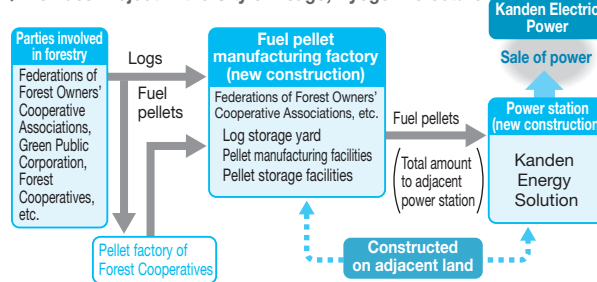 Kanden Electric
Power
Sale of power
Parties involved
in forestry
Federations of
Forest Owners'
Cooperative
Associations,
Green Public
Corporation,
Forest
Cooperatives,
etc.
Logs
Fuel
pellets
Fuel pellet
manufacturing factory
(new construction)
Federations of Forest Owners'
Cooperative Associations, etc.
Log storage yard
Pellet manufacturing facilities
Pellet storage facilities
Fuel pellets
(Total amount
to adjacent
power station)
Power station
(new construction
Kanden
Energy
Solution
Pellet factory of
Forest Cooperatives
Constructed
on adjacent land